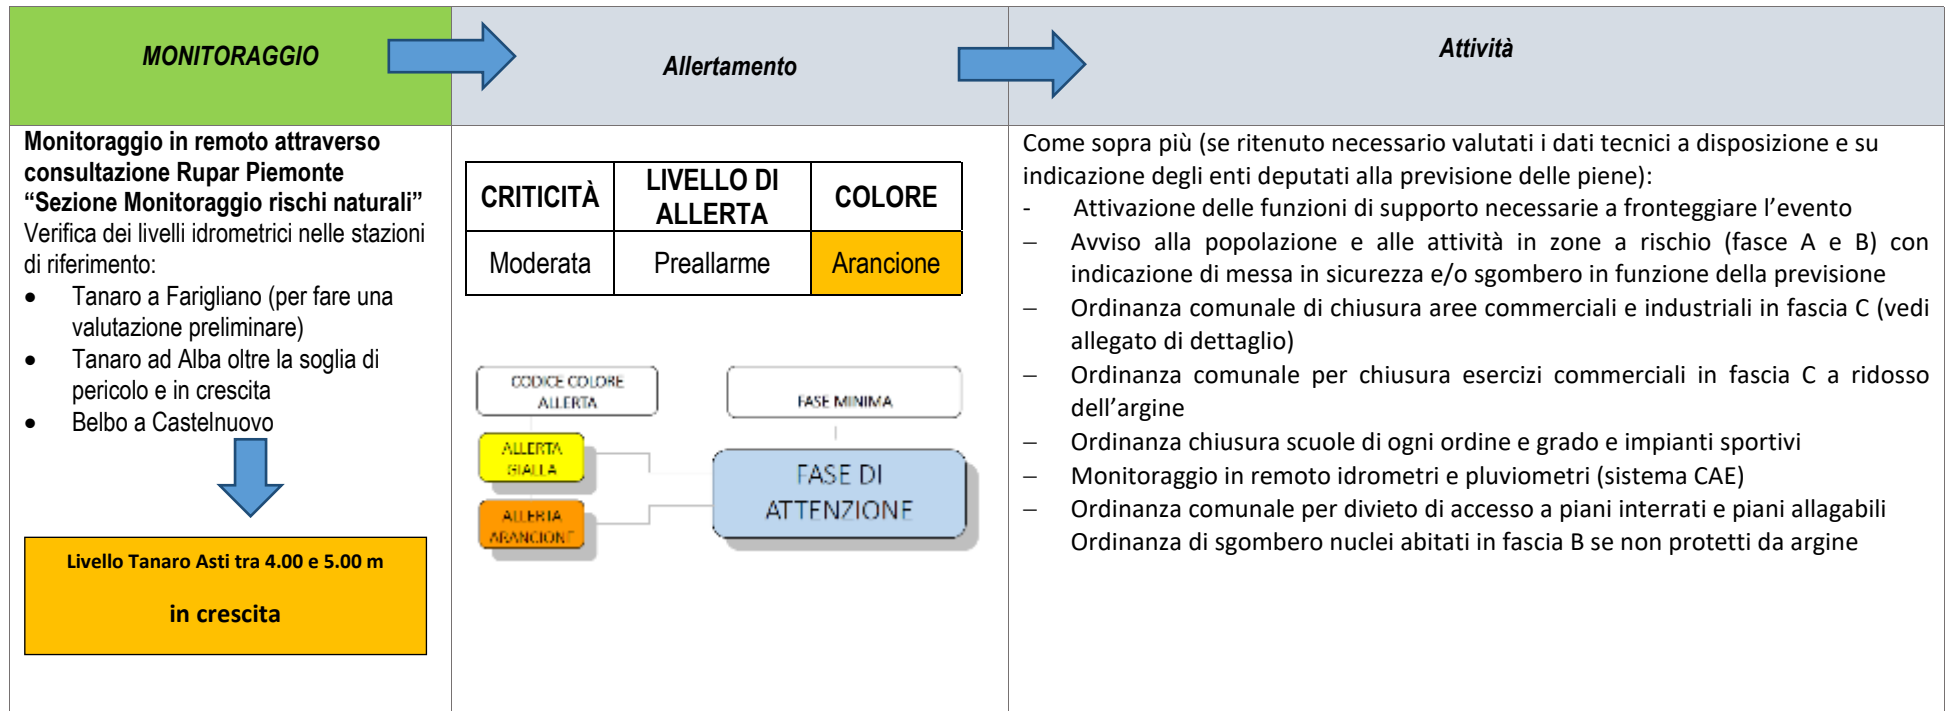 MONITORAGGIO
Allertamento
Attività
Monitoraggio in remoto attraverso
consultazione Rupar Piemonte
“Sezione Monitoraggio rischi naturali”
Verifica dei livelli idrometrici nelle stazioni
di riferimento:
• Tanaro a Farigliano (per fare una
valutazione preliminare)
• Tanaro ad Alba oltre la soglia di
pericolo e in crescita
• Belbo a Castelnuovo
Livello Tanaro Asti tra 4.00 e 5.00 m
in crescita
CRITICITÀ LIVELLO DI ALLERTA COLORE
Moderata Preallarme Arancione
CODICE COLORE
ALLERTA
FASE MINIMA
ALLERTA
GIALLA
ALLERTA
ARANCIONE
FASE DI
ATTENZIONE
Come sopra più (se ritenuto necessario valutati i dati tecnici a disposizione e su
indicazione degli enti deputati alla previsione delle piene):
- Attivazione delle funzioni di supporto necessarie a fronteggiare l’evento
− Avviso alla popolazione e alle attività in zone a rischio (fasce A e B) con
indicazione di messa in sicurezza e/o sgombero in funzione della previsione
− Ordinanza comunale di chiusura aree commerciali e industriali in fascia C (vedi
allegato di dettaglio)
− Ordinanza comunale per chiusura esercizi commerciali in fascia C a ridosso
dell’argine
− Ordinanza chiusura scuole di ogni ordine e grado e impianti sportivi
− Monitoraggio in remoto idrometri e pluviometri (sistema CAE)
− Ordinanza comunale per divieto di accesso a piani interrati e piani allagabili
Ordinanza di sgombero nuclei abitati in fascia B se non protetti da argine